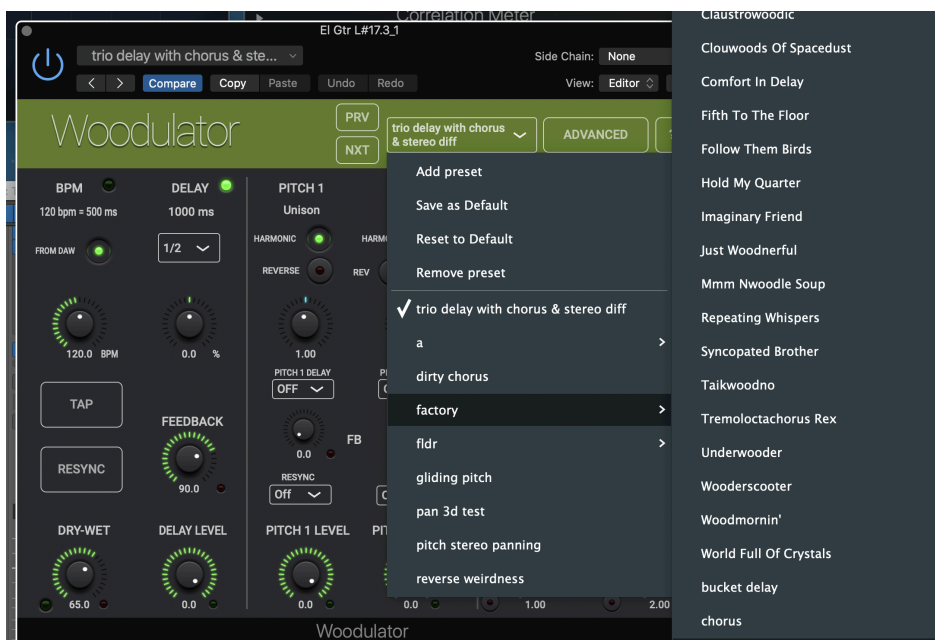 Correlation Meter
El Gtr L#17.3_1
trio delay with chorus & ste...
Side Chain: None
Compare Copy Paste Undo Redo
View: Editor
Woodulator
PRV
NXT
trio delay with chorus
& stereo diff
ADVANCED
BPM
120 bpm = 500 ms
FROM DAW
120.0 BPM
TAP
RESYNC
DRY-WET
65.0
DELAY
1000 ms
1/2
0.0 %
FEEDBACK
90.0
DELAY LEVEL
0.0
PITCH 1
Unison
HARMONIC
REVERSE
1.00
PITCH 1 DELAY
OFF
0.0
FB
RESYNC
Off
PITCH 1 LEVEL
0.0
HARM
REV
0.0
1.00
2.00
Add preset
Save as Default
Reset to Default
Remove preset
trio delay with chorus & stereo diff
a
dirty chorus
factory
fldr
gliding pitch
pan 3d test
pitch stereo panning
reverse weirdness
Claustrowoodic
Clouwoods Of Spacedust
Comfort In Delay
Fifth To The Floor
Follow Them Birds
Hold My Quarter
Imaginary Friend
Just Woodnerful
Mmm Nwoodle Soup
Repeating Whispers
Syncopated Brother
Taikwoodno
Tremoloctachorus Rex
Underwooder
Wooderscooter
Woodmornin'
World Full Of Crystals
bucket delay
chorus
Woodulator